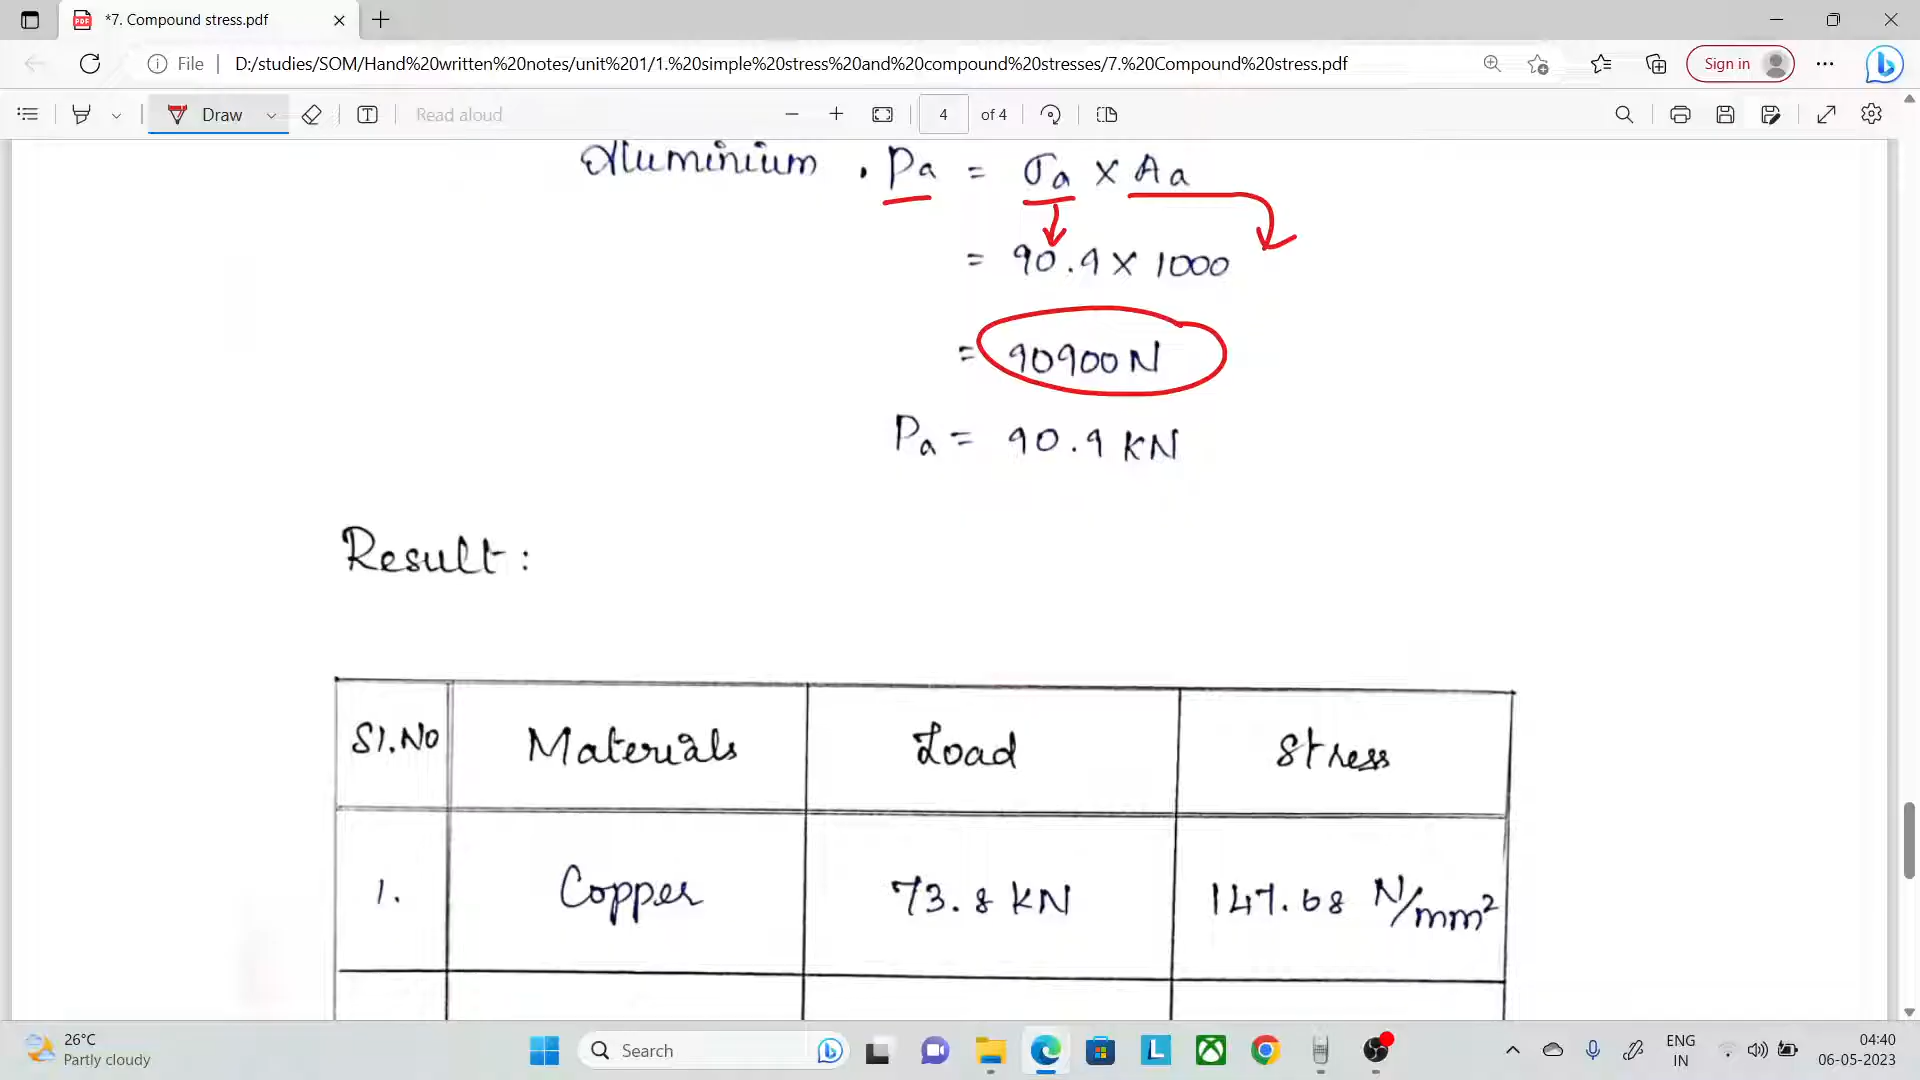 *7. Compound stress.pdf
File
D:/studies/SOM/Hand%20written%20notes/unit%201/1.%20simple%20stress%20and%20compound%20stresses/7.%20Compound%20stress.pdf
Sign in
Draw
Read aloud
4 of 4
Aluminium . Pa = σa × Aa
= 90.9 × 1000
= 90900 N
Pa = 90.9 KN
Result :
Sl.No Materials Load Stress
1. Copper 73.8 KN 147.68 N/mm²
26°C
Partly cloudy
Search
ENG
IN
04:40
06-05-2023